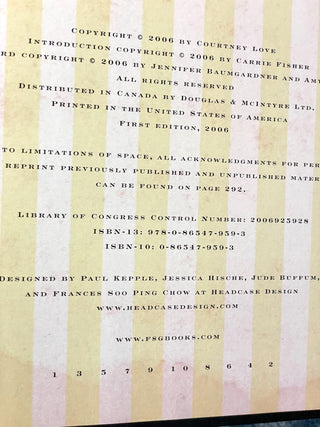 Copyright © 2006 by Courtney Love
Introduction copyright © 2006 by Carrie Fisher
rd copyright © 2006 by Jennifer Baumgardner and Amy
All rights reserved
Distributed in Canada by Douglas & McIntyre Ltd.
Printed in the United States of America
First edition, 2006
to limitations of space, all acknowledgments for per
reprint previously published and unpublished mater
can be found on page 292.
Library of Congress Control Number: 2006925928
ISBN-13: 978-0-86547-959-3
ISBN-10: 0-86547-959-3
Designed by Paul Kepple, Jessica Hische, Jude Buffum,
and Frances Soo Ping Chow at Headcase Design
www.headcasedesign.com
www.fsgbooks.com
1 3 5 7 9 10 8 6 4 2